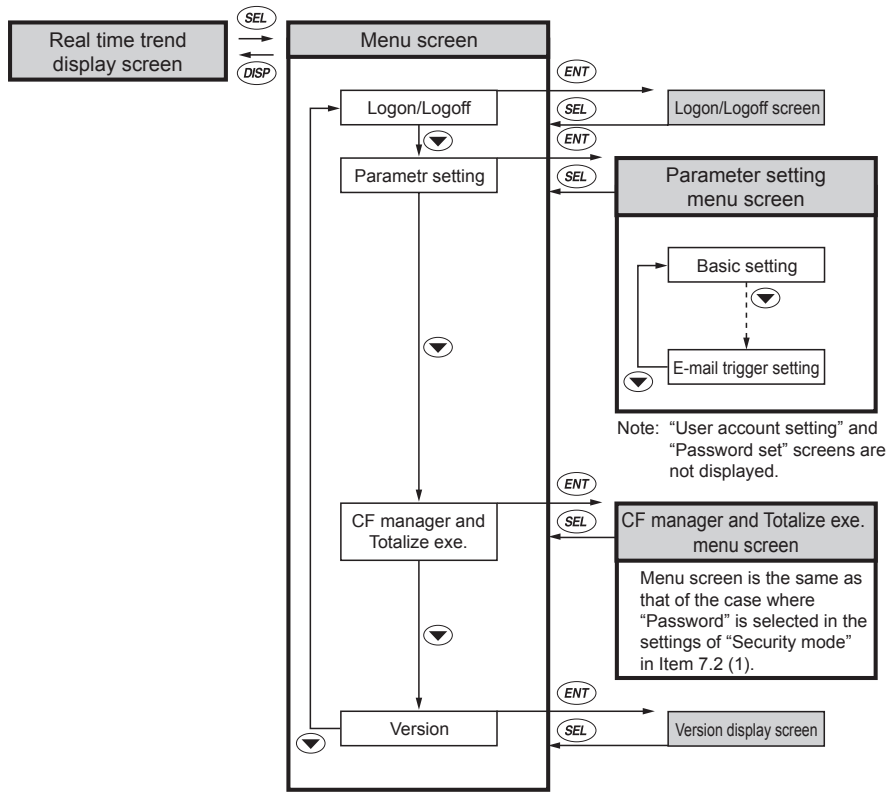 SEL
Real time trend
display screen
DISP
Menu screen
Logon/Logoff
ENT
SEL
Logon/Logoff screen
Parametr setting
ENT
SEL
Parameter setting
menu screen
Basic setting
E-mail trigger setting
Note: “User account setting” and
“Password set” screens are
not displayed.
CF manager and
Totalize exe.
ENT
SEL
CF manager and Totalize exe.
menu screen
Menu screen is the same as
that of the case where
“Password” is selected in the
settings of “Security mode”
in Item 7.2 (1).
Version
ENT
SEL
Version display screen